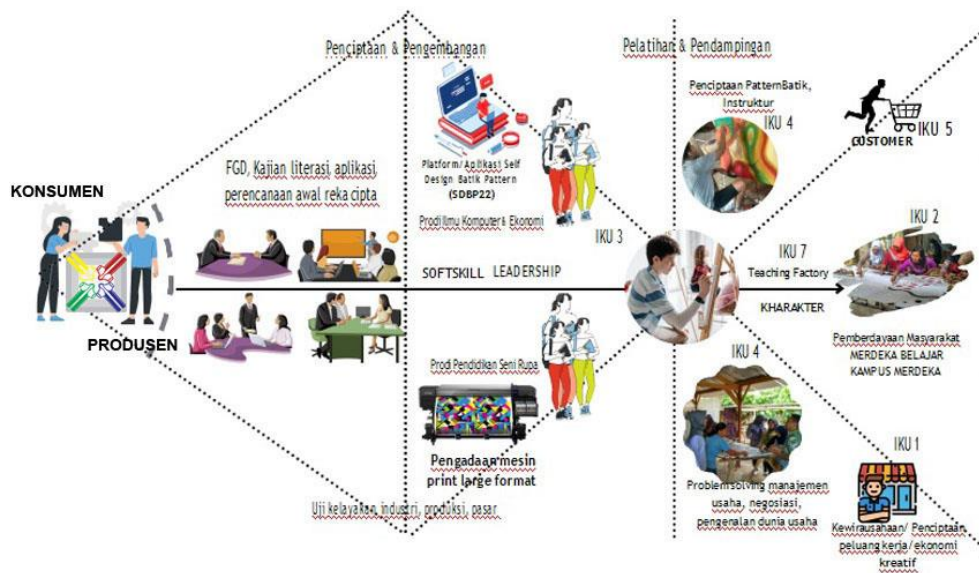 Penciptaan & Pengembangan
Pelatihan & Pendampingan
KONSUMEN
PRODUSEN
FGD, Kajian literasi, aplikasi,
perencanaan awal reka cipta
Platform/Aplikasi Self
Design Batik Pattern
(SDBP22)
Prodi Ilmu Komputer & Ekonomi
IKU 3
SOFTSKILL LEADERSHIP
Prodi Pendidikan Seni Rupa
Pengadaan mesin
print large format
Uji kelayakan, industri, produksi, pasar
Penciptaan PatternBatik,
Instruktur
IKU 4
CUSTOMER
IKU 5
IKU 7
Teaching Factory
KHARAKTER
IKU 2
Pemberdayaan Masyarakat
MERDEKA BELAJAR
KAMPUS MERDEKA
IKU 4
Problem solving manajemen
usaha, negosiasi,
pengenalan dunia usaha
IKU 1
Kewirausahaan/ Penciptaan
peluang kerja/ekonomi
kreatif